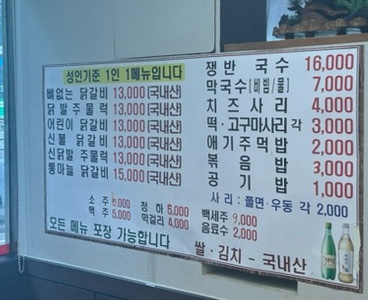 성인기준 1인 1메뉴입니다
뼈없는 닭갈비 13,000 (국내산)
닭발 주물럭 13,000 (국내산)
어린이 닭갈비 13,000 (국내산)
신불 닭갈비 13,000 (국내산)
신닭발 주물럭 13,000 (국내산)
통마늘 닭갈비 15,000 (국내산)
소주 5,000 청하 6,000
맥주 5,000 막걸리 4,000
모든 메뉴 포장 가능합니다
쟁반 국수 16,000
막국수(비빔/물) 7,000
치즈사리 4,000
떡·고구마사리 각 3,000
애기주먹밥 2,000
볶음밥 3,000
공기밥 1,000
사리 : 쫄면·우동 각 2,000
백세주 9,000
음료수 2,000
쌀·김치 - 국내산